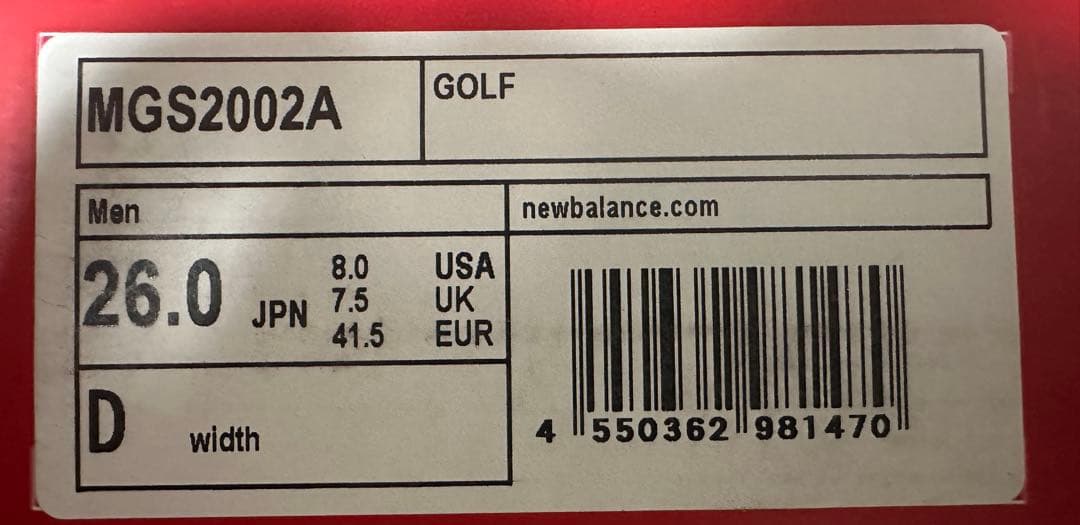 MGS2002A
GOLF
Men
newbalance.com
26.0 JPN
8.0 USA
7.5 UK
41.5 EUR
D width
4 550362 981470